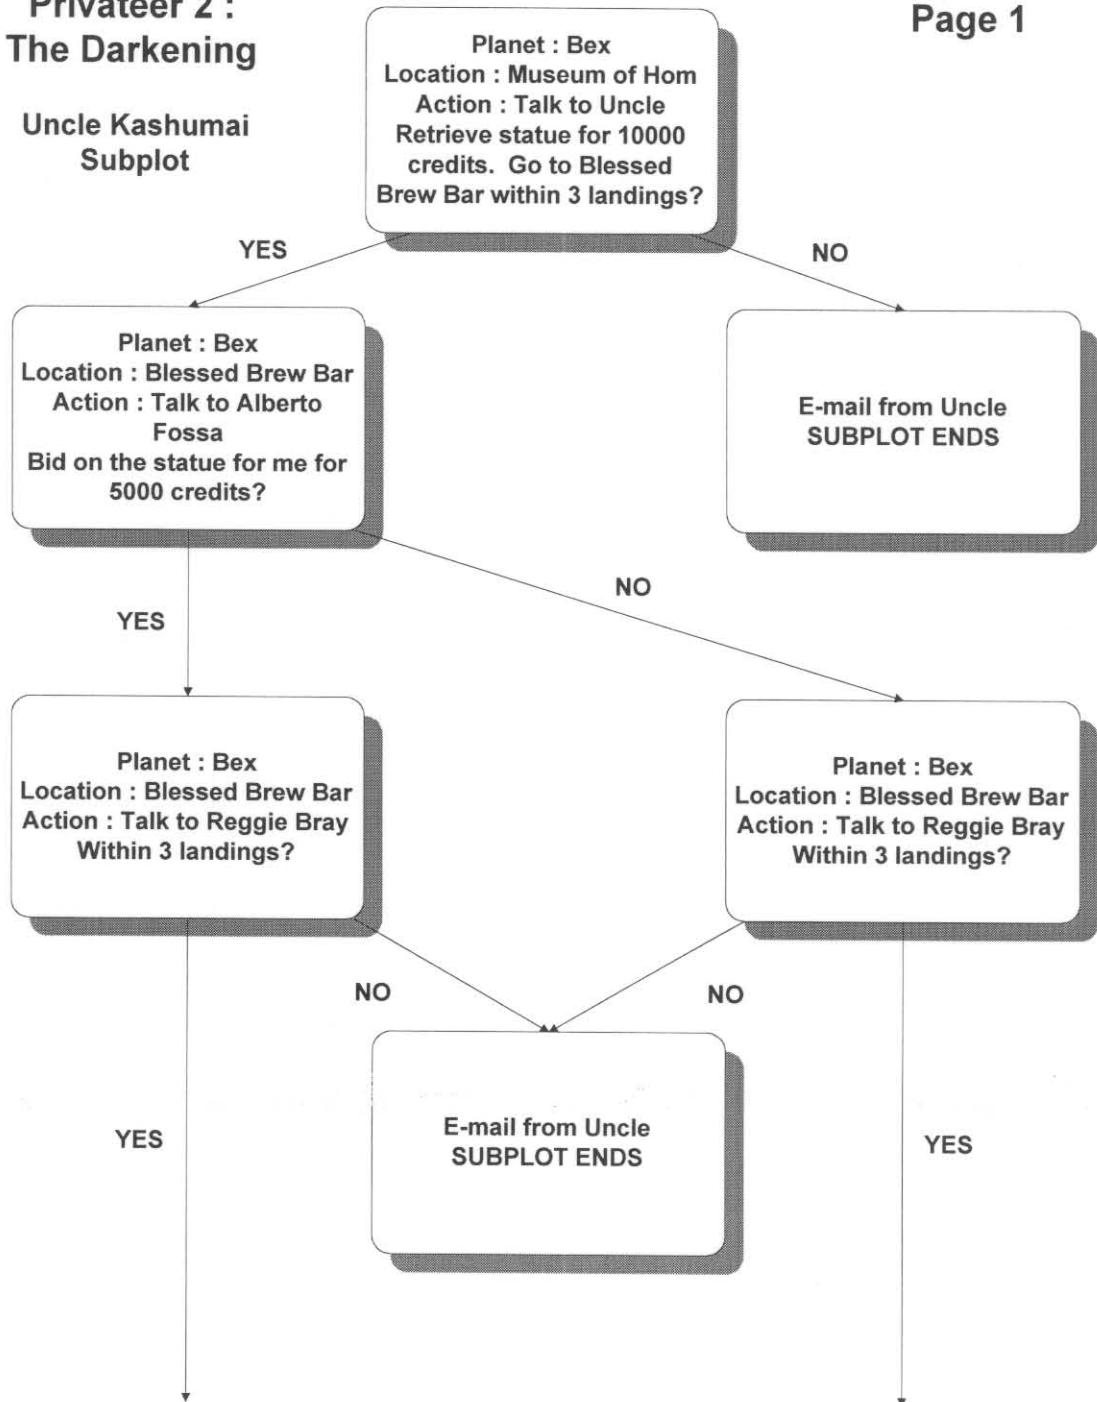 Privateer 2 :
The Darkening
Page 1
Uncle Kashumai
Subplot
Planet : Bex
Location : Museum of Hom
Action : Talk to Uncle
Retrieve statue for 10000
credits.  Go to Blessed
Brew Bar within 3 landings?
YES
NO
Planet : Bex
Location : Blessed Brew Bar
Action : Talk to Alberto
Fossa
Bid on the statue for me for
5000 credits?
E-mail from Uncle
SUBPLOT ENDS
YES
NO
Planet : Bex
Location : Blessed Brew Bar
Action : Talk to Reggie Bray
Within 3 landings?
Planet : Bex
Location : Blessed Brew Bar
Action : Talk to Reggie Bray
Within 3 landings?
NO
NO
YES
E-mail from Uncle
SUBPLOT ENDS
YES